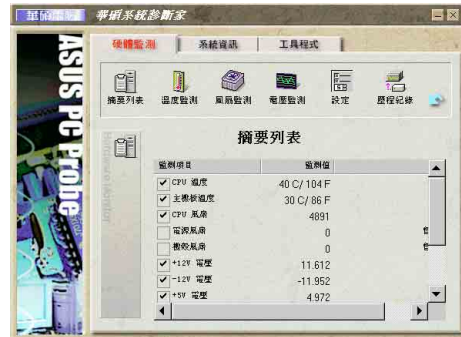 華碩系統診斷家
硬體監測 系統資訊 工具程式
ASUS PC Probe
摘要列表 溫度監測 風扇監測 電壓監測 設定 歷程紀錄
摘要列表
Hardware Monitor
監測項目 監測值
CPU 溫度 40 C/ 104 F
主機板溫度 30 C/ 86 F
CPU 風扇 4891
電源風扇 0
機殼風扇 0
+12V 電壓 11.612
-12V 電壓 -11.952
+5V 電壓 4.972